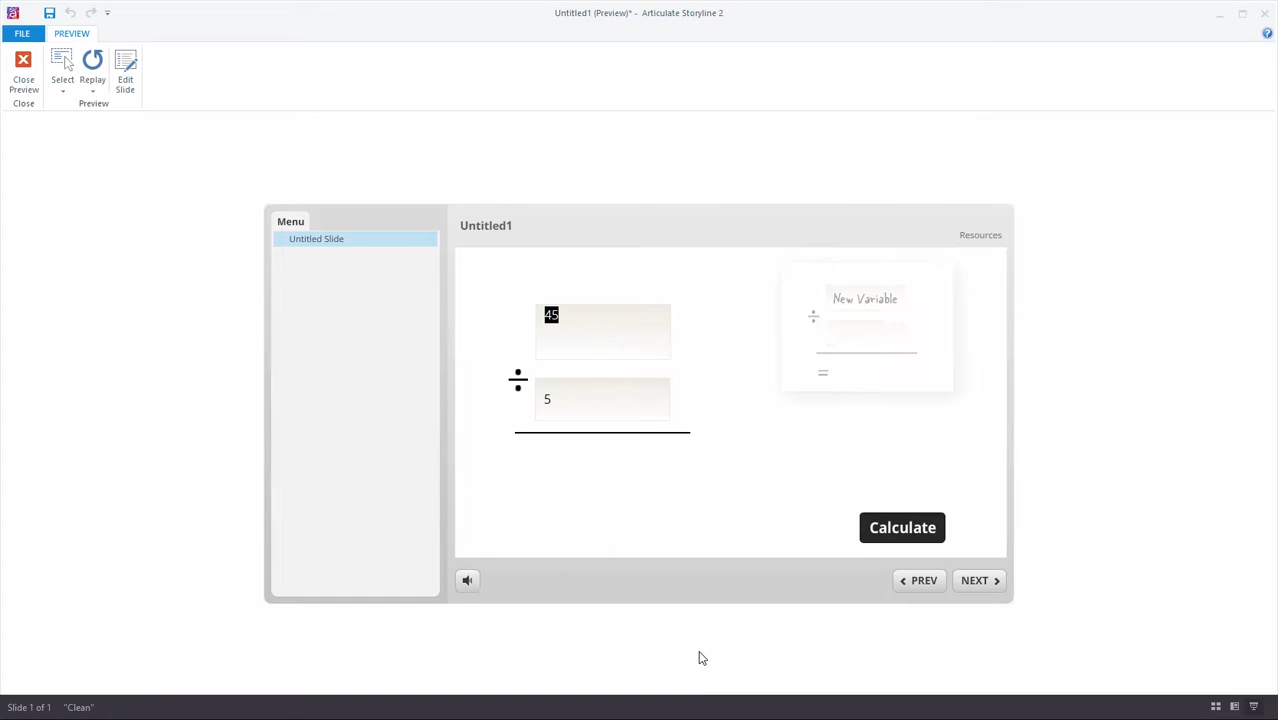 Untitled1 (Preview)* - Articulate Storyline 2
FILE
PREVIEW
Close Preview
Select
Replay
Edit Slide
Close
Preview
Menu
Untitled Slide
Untitled1
Resources
45
÷
5
New Variable
÷
=
Calculate
PREV
NEXT
Slide 1 of 1 "Clean"